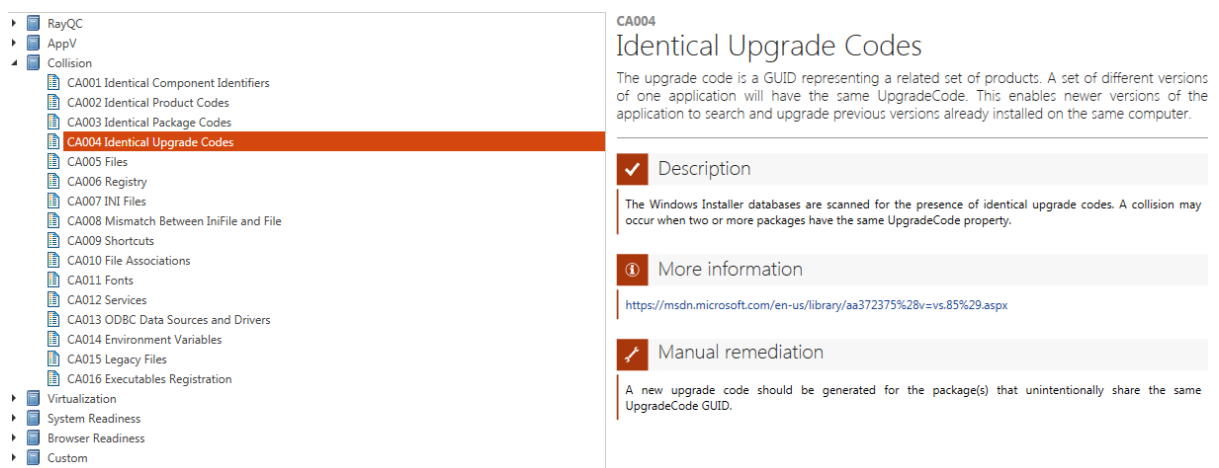 RayQC
AppV
Collision
CA001 Identical Component Identifiers
CA002 Identical Product Codes
CA003 Identical Package Codes
CA004 Identical Upgrade Codes
CA005 Files
CA006 Registry
CA007 INI Files
CA008 Mismatch Between IniFile and File
CA009 Shortcuts
CA010 File Associations
CA011 Fonts
CA012 Services
CA013 ODBC Data Sources and Drivers
CA014 Environment Variables
CA015 Legacy Files
CA016 Executables Registration
Virtualization
System Readiness
Browser Readiness
Custom
CA004
Identical Upgrade Codes
The upgrade code is a GUID representing a related set of products. A set of different versions
of one application will have the same UpgradeCode. This enables newer versions of the
application to search and upgrade previous versions already installed on the same computer.
Description
The Windows Installer databases are scanned for the presence of identical upgrade codes. A collision may
occur when two or more packages have the same UpgradeCode property.
More information
https://msdn.microsoft.com/en-us/library/aa372375%28v=vs.85%29.aspx
Manual remediation
A new upgrade code should be generated for the package(s) that unintentionally share the same
UpgradeCode GUID.